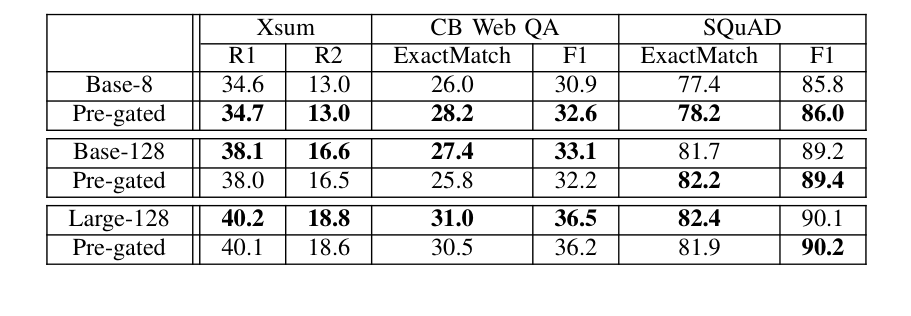 Xsum CB Web QA SQuAD
R1 R2 ExactMatch F1 ExactMatch F1
Base-8 34.6 13.0 26.0 30.9 77.4 85.8
Pre-gated 34.7 13.0 28.2 32.6 78.2 86.0
Base-128 38.1 16.6 27.4 33.1 81.7 89.2
Pre-gated 38.0 16.5 25.8 32.2 82.2 89.4
Large-128 40.2 18.8 31.0 36.5 82.4 90.1
Pre-gated 40.1 18.6 30.5 36.2 81.9 90.2